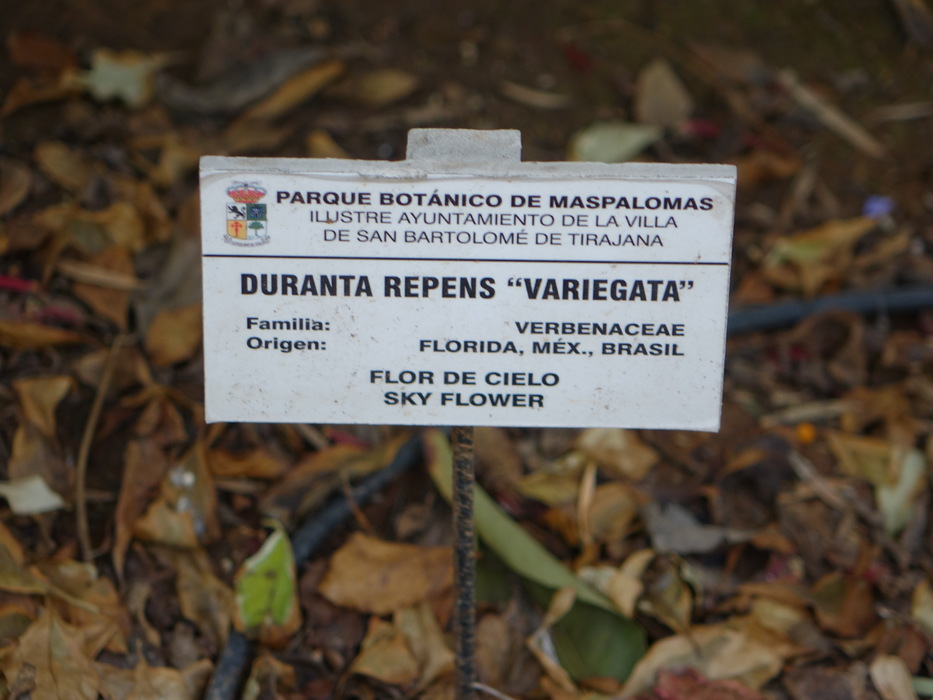 PARQUE BOTÁNICO DE MASPALOMAS
ILUSTRE AYUNTAMIENTO DE LA VILLA
DE SAN BARTOLOMÉ DE TIRAJANA
DURANTA REPENS “VARIEGATA”
Familia: VERBENACEAE
Origen: FLORIDA, MÉX., BRASIL
FLOR DE CIELO
SKY FLOWER